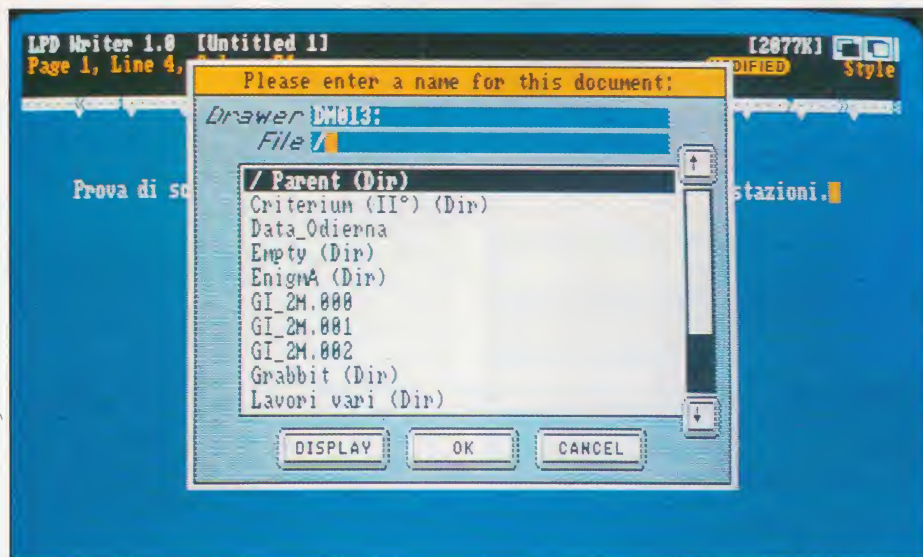 LPD Writer 1.0 [Untitled 1] [2877K]
Page 1, Line 4, DIFIED Style
Please enter a name for this document:
Drawer DM013:
File /
/ Parent (Dir)
Criterium (II°) (Dir)
Data_Odierna
Empty (Dir)
EnigmA (Dir)
GI_2M.000
GI_2M.001
GI_2M.002
Grabbit (Dir)
Lavori vari (Dir)
Prova di stazioni.
DISPLAY OK CANCEL